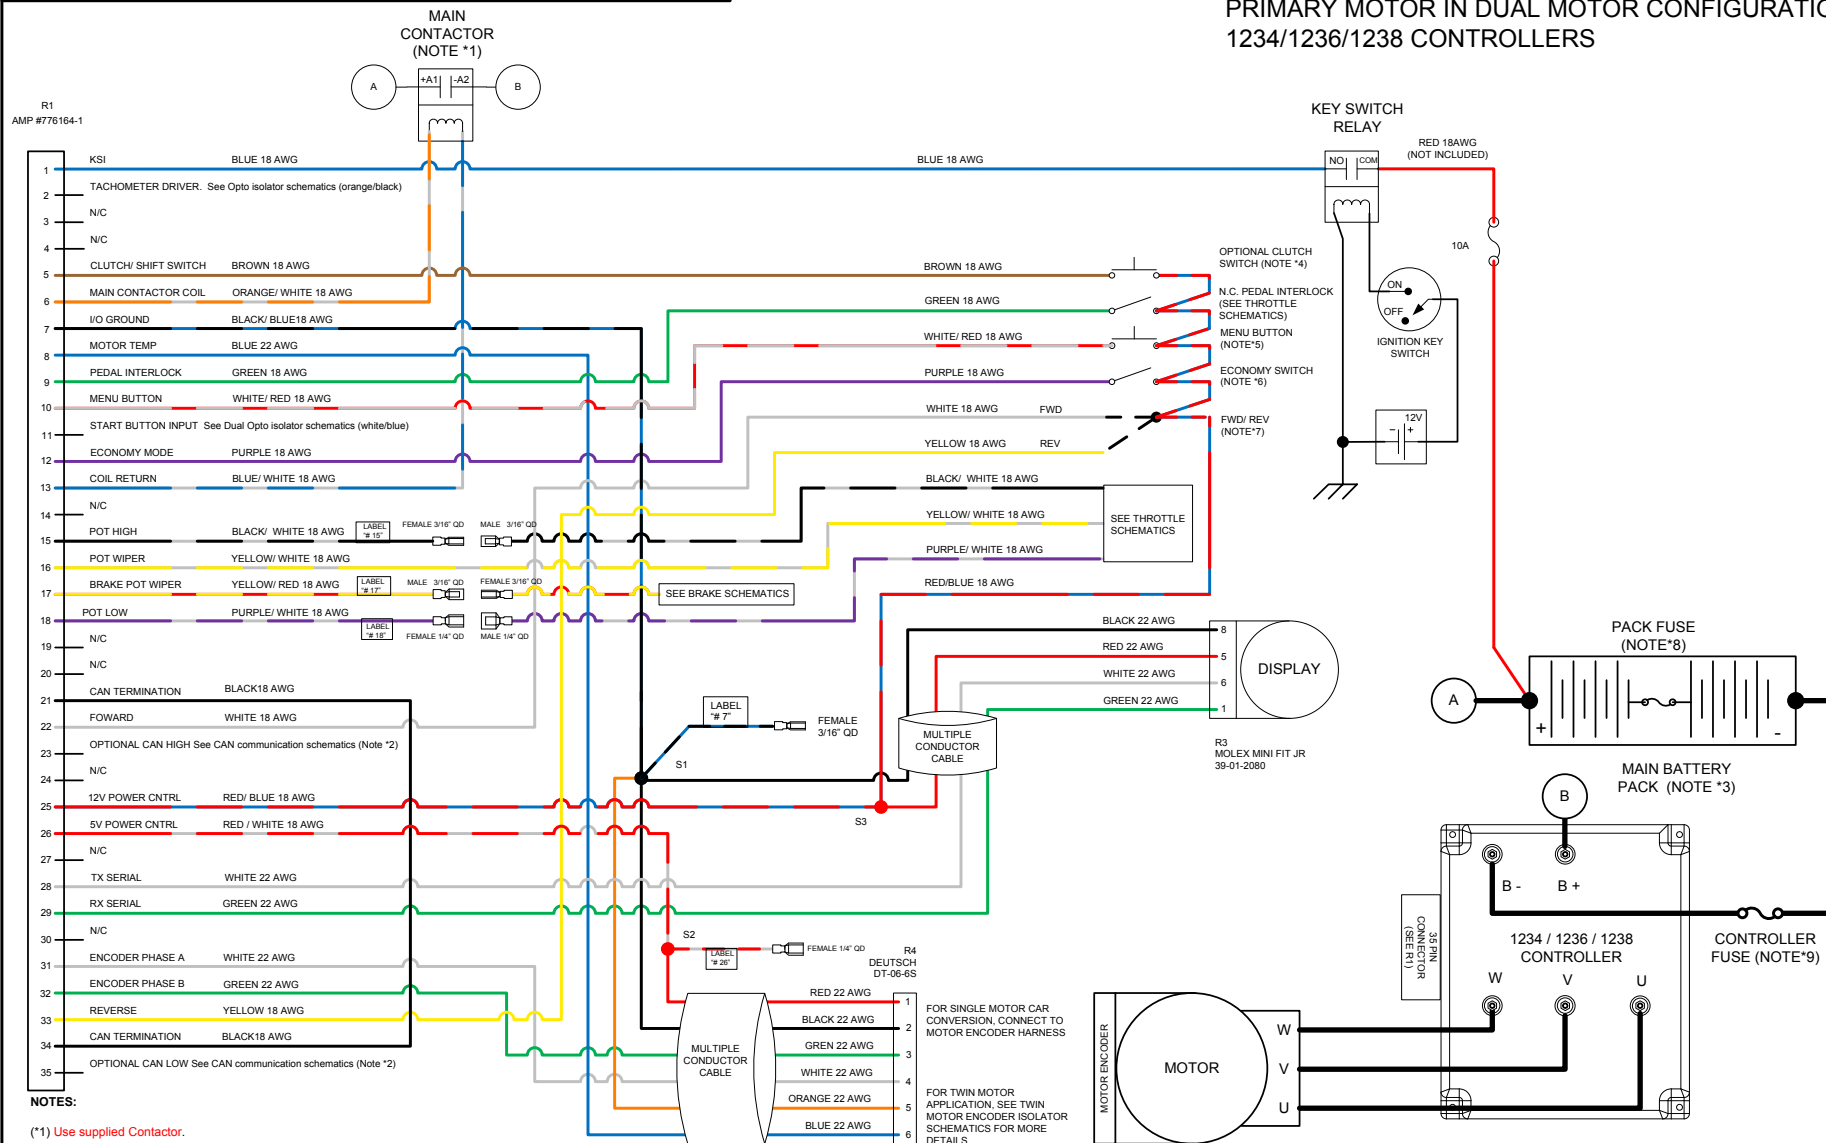 PRIMARY MOTOR IN DUAL MOTOR CONFIGURATIO
1234/1236/1238 CONTROLLERS
MAIN
CONTACTOR
(NOTE *1)
+A1 -A2
A
B
R1
AMP #776164-1
KEY SWITCH
RELAY
NO COM
RED 18AWG
(NOT INCLUDED)
10A
ON
OFF
IGNITION KEY
SWITCH
12V
- +
1 KSI BLUE 18 AWG BLUE 18 AWG
2 TACHOMETER DRIVER. See Opto isolator schematics (orange/black)
3 N/C
4 N/C
5 CLUTCH/ SHIFT SWITCH BROWN 18 AWG BROWN 18 AWG
6 MAIN CONTACTOR COIL ORANGE/ WHITE 18 AWG
7 I/O GROUND BLACK/ BLUE18 AWG
8 MOTOR TEMP BLUE 22 AWG
9 PEDAL INTERLOCK GREEN 18 AWG GREEN 18 AWG
10 MENU BUTTON WHITE/ RED 18 AWG WHITE/ RED 18 AWG
11 START BUTTON INPUT See Dual Opto isolator schematics (white/blue)
12 ECONOMY MODE PURPLE 18 AWG PURPLE 18 AWG
13 COIL RETURN BLUE/ WHITE 18 AWG
14 N/C
15 POT HIGH BLACK/ WHITE 18 AWG LABEL "# 15" FEMALE 3/16" QD MALE 3/16" QD
16 POT WIPER YELLOW/ WHITE 18 AWG
17 BRAKE POT WIPER YELLOW/ RED 18 AWG LABEL "# 17" MALE 3/16" QD FEMALE 3/16" QD SEE BRAKE SCHEMATICS
18 POT LOW PURPLE/ WHITE 18 AWG LABEL "# 18" FEMALE 1/4" QD MALE 1/4" QD
19 N/C
20 N/C
21 CAN TERMINATION BLACK18 AWG
22 FOWARD WHITE 18 AWG
23 OPTIONAL CAN HIGH See CAN communication schematics (Note *2)
24 N/C
25 12V POWER CNTRL RED/ BLUE 18 AWG
26 5V POWER CNTRL RED / WHITE 18 AWG
27 N/C
28 TX SERIAL WHITE 22 AWG
29 RX SERIAL GREEN 22 AWG
30 N/C
31 ENCODER PHASE A WHITE 22 AWG
32 ENCODER PHASE B GREEN 22 AWG
33 REVERSE YELLOW 18 AWG
34 CAN TERMINATION BLACK18 AWG
35 OPTIONAL CAN LOW See CAN communication schematics (Note *2)
OPTIONAL CLUTCH
SWITCH (NOTE *4)
N.C. PEDAL INTERLOCK
(SEE THROTTLE
SCHEMATICS)
MENU BUTTON
(NOTE*5)
ECONOMY SWITCH
(NOTE *6)
WHITE 18 AWG FWD
YELLOW 18 AWG REV
FWD/ REV
(NOTE*7)
BLACK/ WHITE 18 AWG
YELLOW/ WHITE 18 AWG
PURPLE/ WHITE 18 AWG
SEE THROTTLE
SCHEMATICS
RED/BLUE 18 AWG
BLACK 22 AWG 8
RED 22 AWG 5
WHITE 22 AWG 6
GREEN 22 AWG 1
DISPLAY
R3
MOLEX MINI FIT JR
39-01-2080
LABEL
"# 7"
FEMALE
3/16" QD
S1
MULTIPLE
CONDUCTOR
CABLE
S3
S2
LABEL
"# 26"
FEMALE 1/4" QD
R4
DEUTSCH
DT-06-6S
MULTIPLE
CONDUCTOR
CABLE
RED 22 AWG 1
BLACK 22 AWG 2
GREN 22 AWG 3
WHITE 22 AWG 4
ORANGE 22 AWG 5
BLUE 22 AWG 6
FOR SINGLE MOTOR CAR
CONVERSION, CONNECT TO
MOTOR ENCODER HARNESS
FOR TWIN MOTOR
APPLICATION, SEE TWIN
MOTOR ENCODER ISOLATOR
SCHEMATICS FOR MORE
DETAILS
PACK FUSE
(NOTE*8)
A
+ -
MAIN BATTERY
PACK (NOTE *3)
B
B - B +
1234 / 1236 / 1238
CONTROLLER
W V U
35 PIN
CONNECTOR
(SEE R1)
CONTROLLER
FUSE (NOTE*9)
MOTOR ENCODER
MOTOR
W
V
U
NOTES:
(*1) Use supplied Contactor.